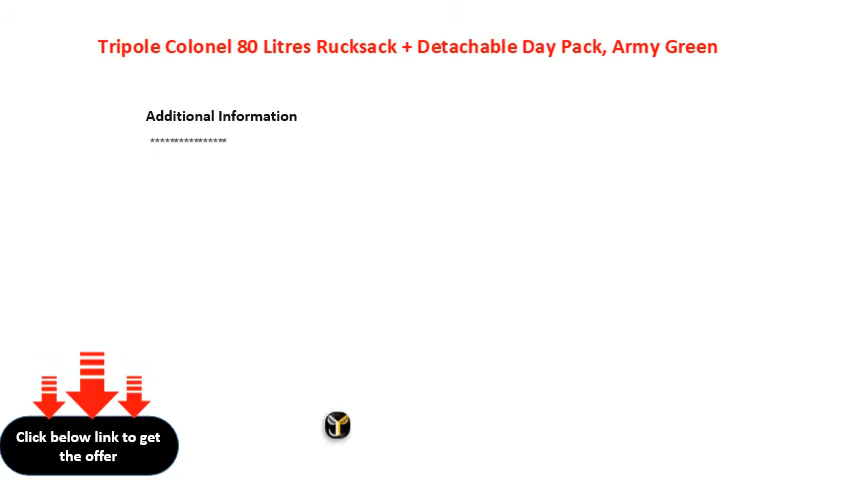 Tripole Colonel 80 Litres Rucksack + Detachable Day Pack, Army Green
Additional Information
****************
Click below link to get
the offer